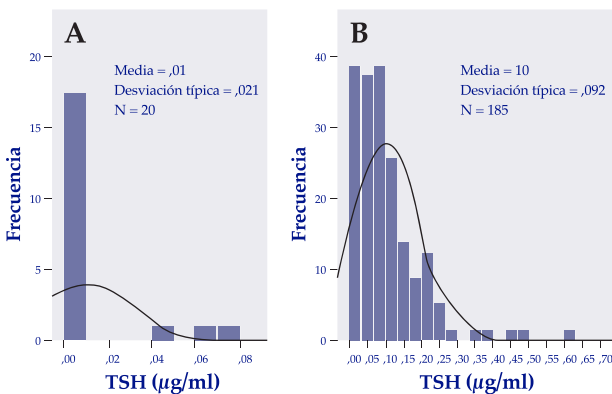 A
Media = ,01
Desviación típica = ,021
N = 20
Frecuencia
20
15
10
5
0
,00 ,02 ,04 ,06 ,08
TSH (µg/ml)
B
Media = 10
Desviación típica = ,092
N = 185
Frecuencia
40
30
20
10
0
,00 ,05 ,10 ,15 ,20 ,25 ,30 ,35 ,40 ,45 ,50 ,55 ,60 ,65 ,70
TSH (µg/ml)